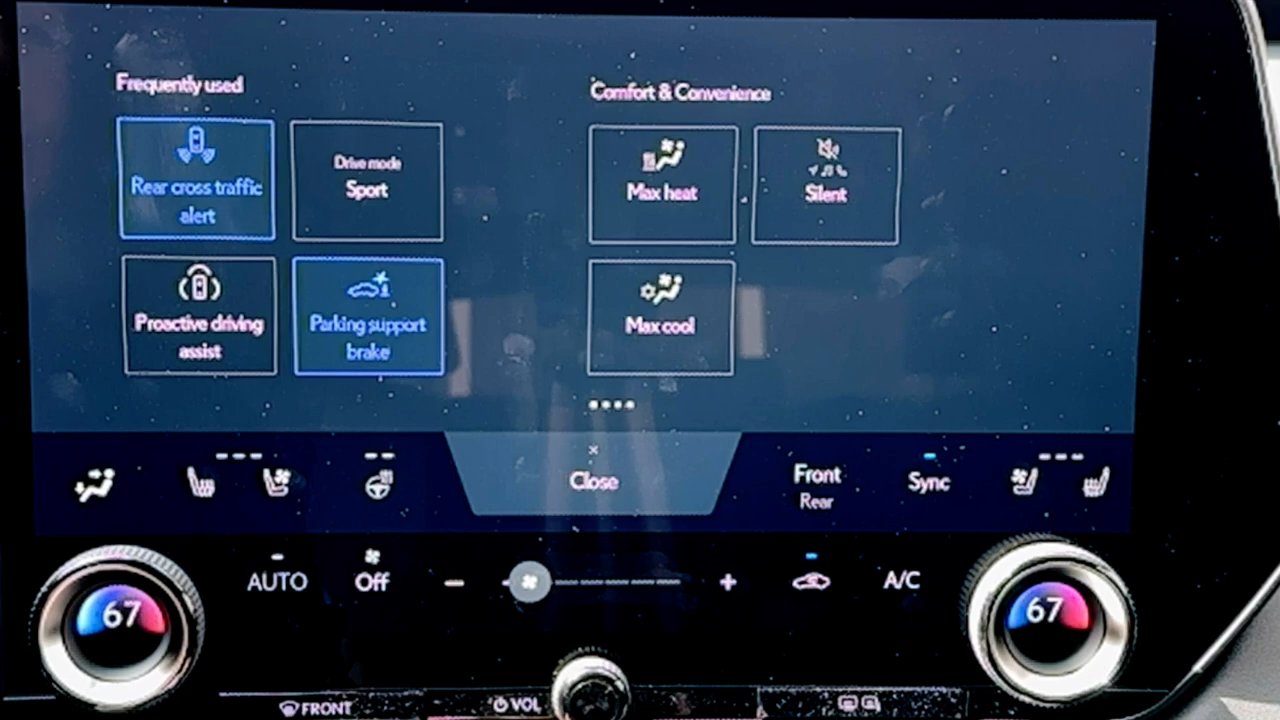 Frequently used
Comfort & Convenience
Rear cross traffic
alert
Drive mode
Sport
Max heat
Silent
Proactive driving
assist
Parking support
brake
Max cool
Close
Front
Rear
Sync
AUTO
Off
A/C
67
67
FRONT
VOL